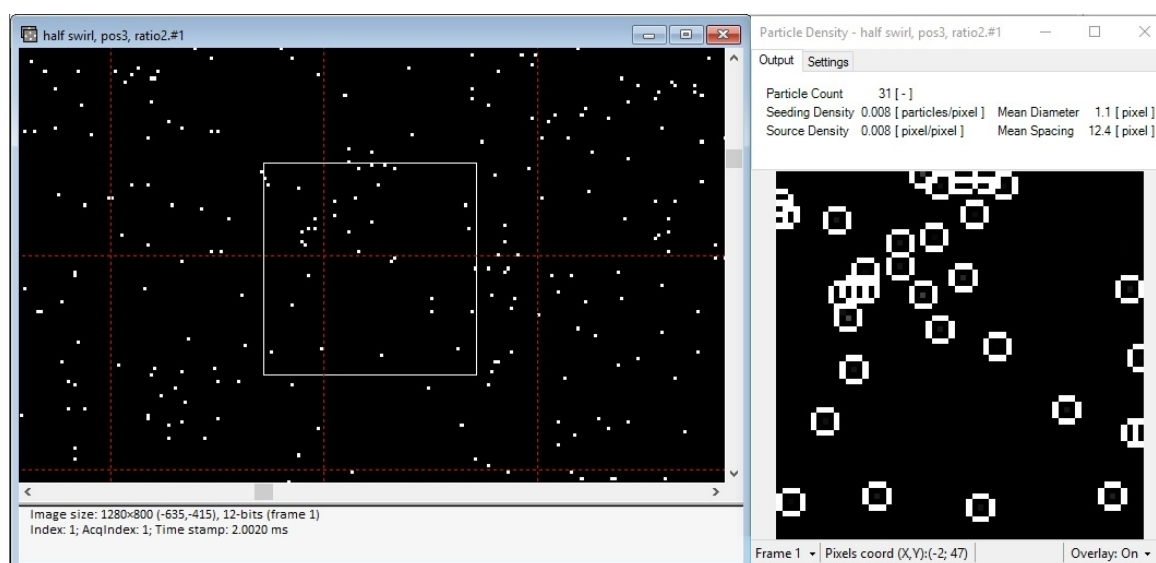 half swirl, pos3, ratio2.#1
Image size: 1280×800 (-635,-415), 12-bits (frame 1)
Index: 1; AcqIndex: 1; Time stamp: 2.0020 ms
Particle Density - half swirl, pos3, ratio2.#1
Output Settings
Particle Count 31 [ - ]
Seeding Density 0.008 [ particles/pixel ] Mean Diameter 1.1 [ pixel ]
Source Density 0.008 [ pixel/pixel ] Mean Spacing 12.4 [ pixel ]
Frame 1 Pixels coord (X,Y):(-2; 47) Overlay: On